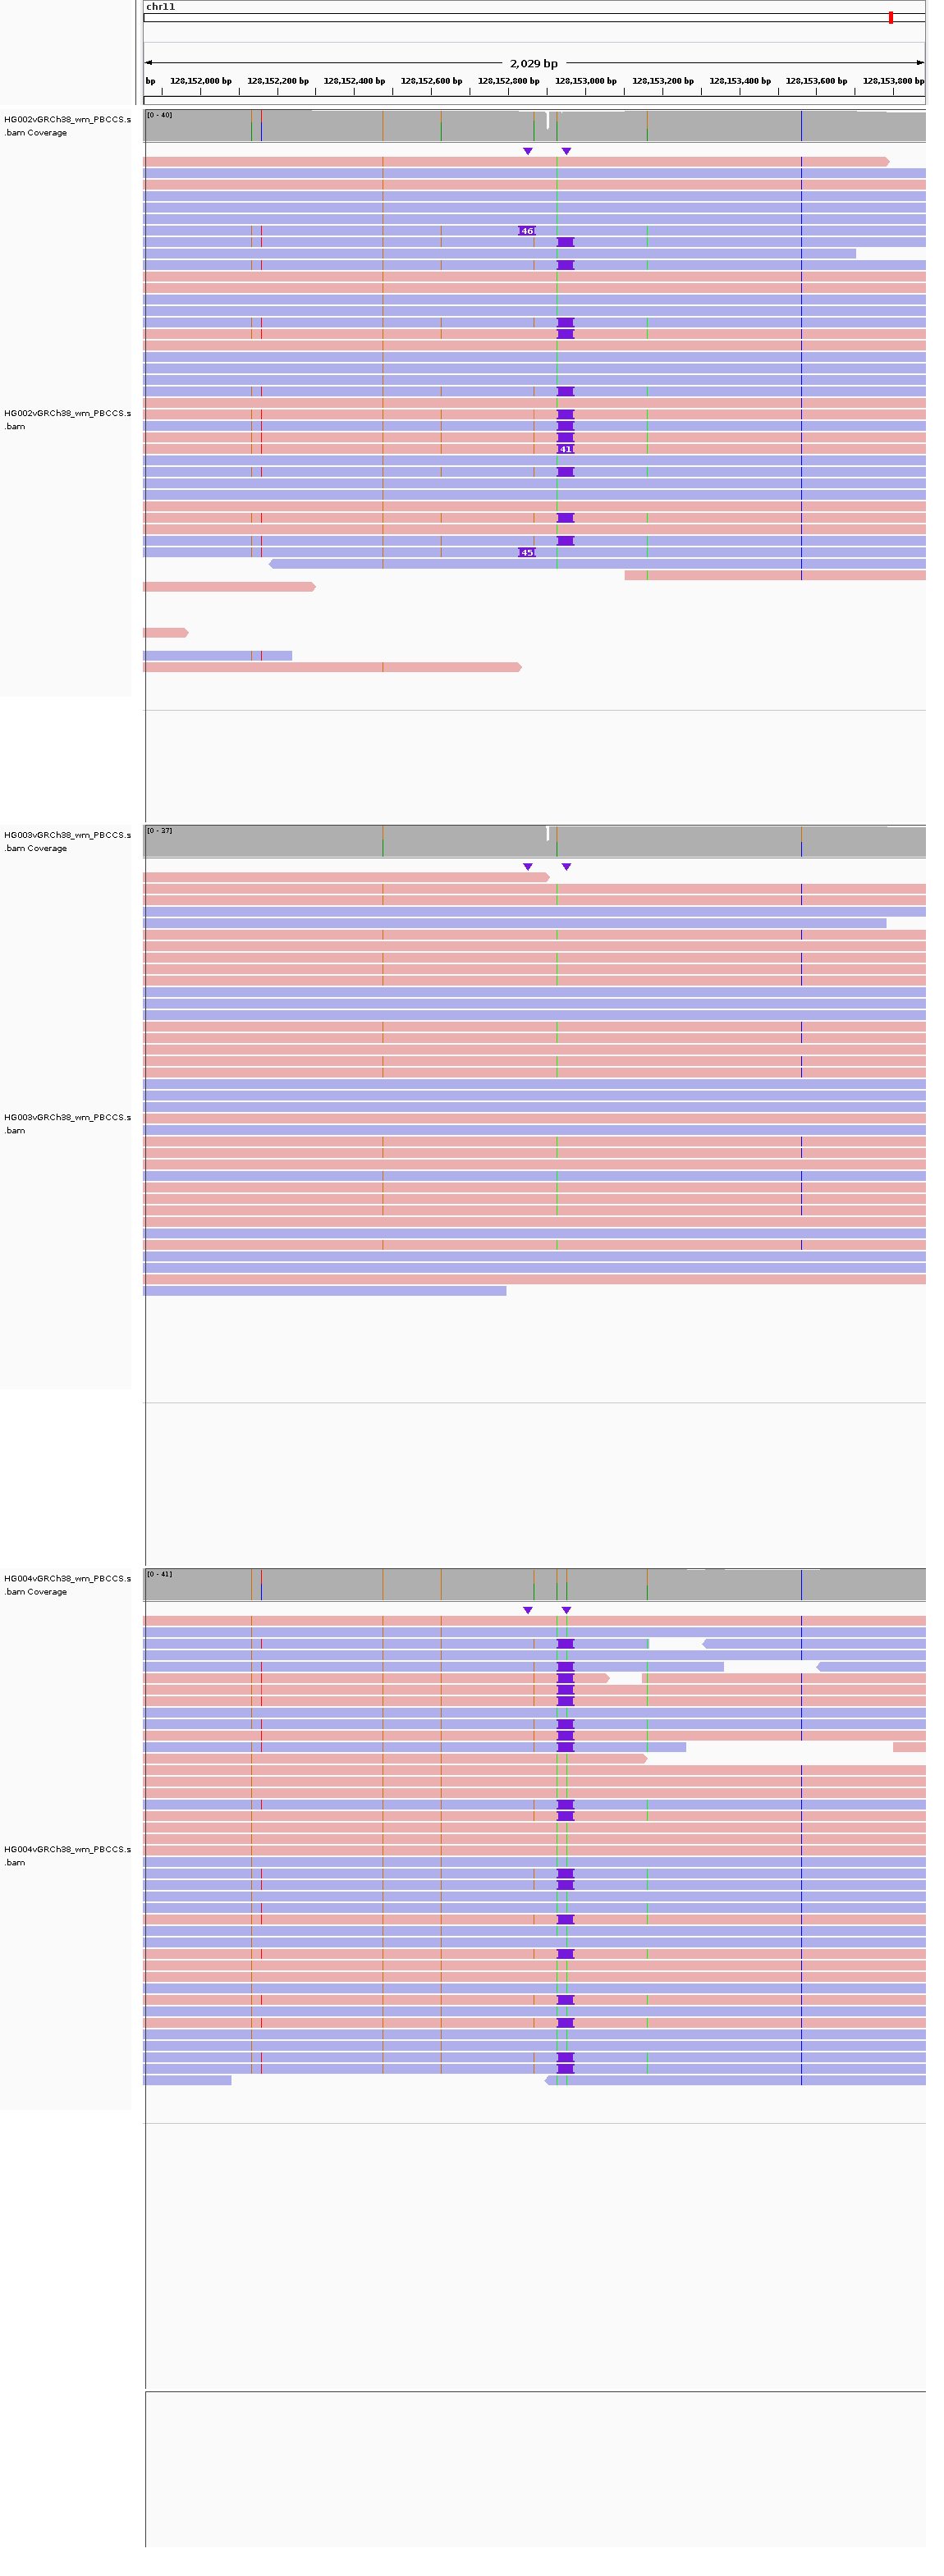 chr11
2,029 bp
bp 128,152,000 bp 128,152,200 bp 128,152,400 bp 128,152,600 bp 128,152,800 bp 128,153,000 bp 128,153,200 bp 128,153,400 bp 128,153,600 bp 128,153,800 bp
HG002vGRCh38_wm_PBCCS.s
.bam Coverage
[0 - 40]
46
HG002vGRCh38_wm_PBCCS.s
.bam
41
45
HG003vGRCh38_wm_PBCCS.s
.bam Coverage
[0 - 37]
HG003vGRCh38_wm_PBCCS.s
.bam
HG004vGRCh38_wm_PBCCS.s
.bam Coverage
[0 - 41]
HG004vGRCh38_wm_PBCCS.s
.bam